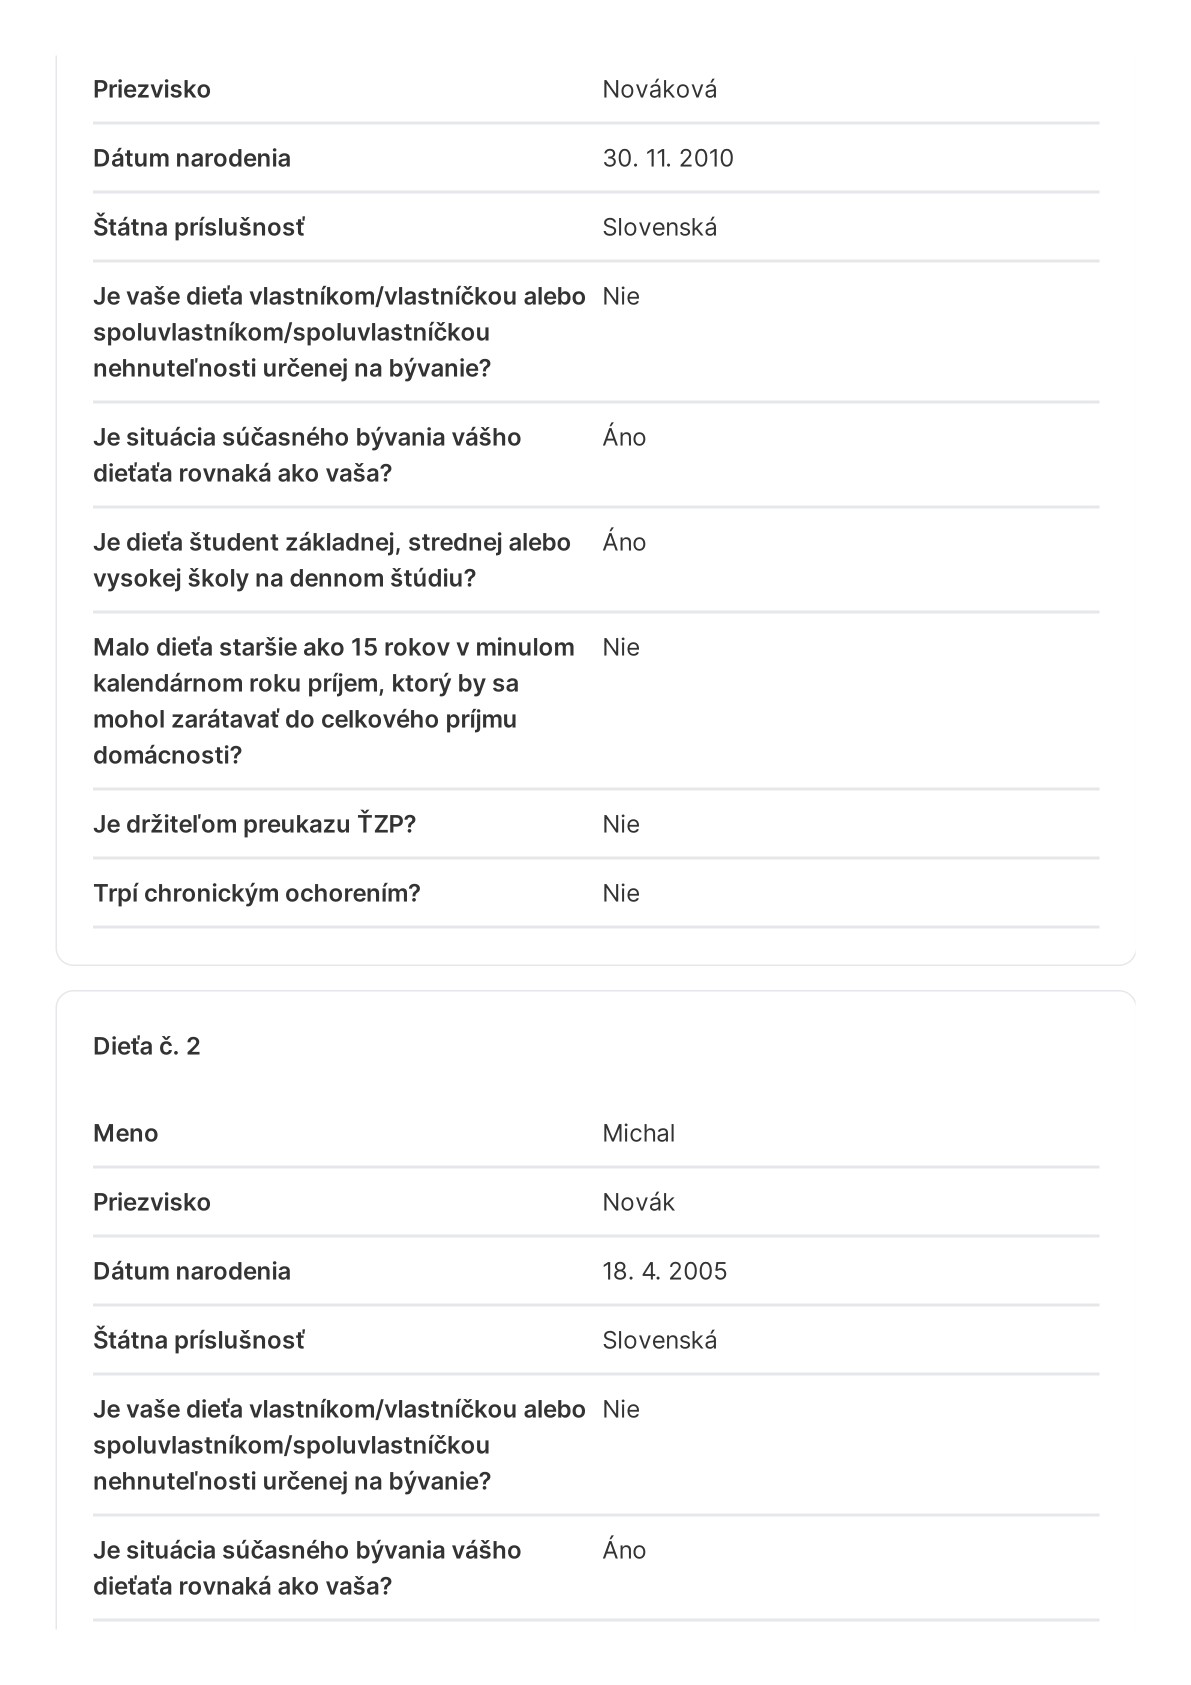 Priezvisko Nováková
Dátum narodenia 30. 11. 2010
Štátna príslušnosť Slovenská
Je vaše dieťa vlastníkom/vlastníčkou alebo Nie
spoluvlastníkom/spoluvlastníčkou
nehnuteľnosti určenej na bývanie?
Je situácia súčasného bývania vášho Áno
dieťaťa rovnaká ako vaša?
Je dieťa študent základnej, strednej alebo Áno
vysokej školy na dennom štúdiu?
Malo dieťa staršie ako 15 rokov v minulom Nie
kalendárnom roku príjem, ktorý by sa
mohol zarátavať do celkového príjmu
domácnosti?
Je držiteľom preukazu ŤZP? Nie
Trpí chronickým ochorením? Nie
Dieťa č. 2
Meno Michal
Priezvisko Novák
Dátum narodenia 18. 4. 2005
Štátna príslušnosť Slovenská
Je vaše dieťa vlastníkom/vlastníčkou alebo Nie
spoluvlastníkom/spoluvlastníčkou
nehnuteľnosti určenej na bývanie?
Je situácia súčasného bývania vášho Áno
dieťaťa rovnaká ako vaša?